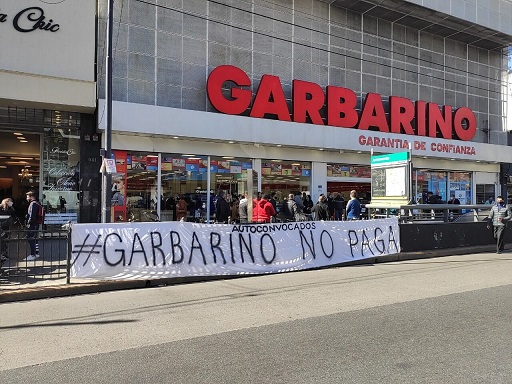 Chic
GARBARINO
GARANTIA DE CONFIANZA
AUTOCONVOCADOS
#GARBARINO NO PAGA